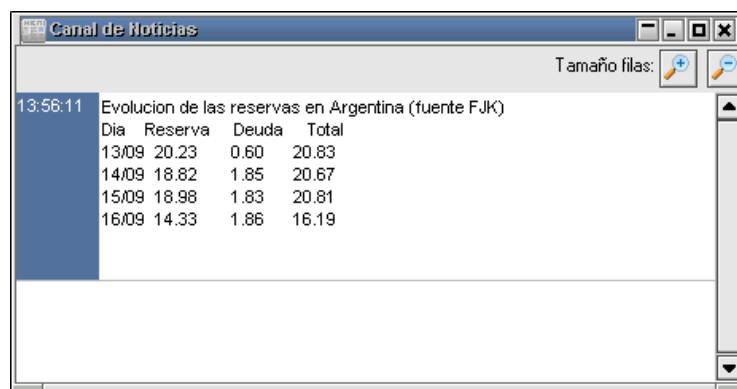 Canal de Noticias
Tamaño filas:
13:56:11 Evolucion de las reservas en Argentina (fuente FJK)
Dia Reserva Deuda Total
13/09 20.23 0.60 20.83
14/09 18.82 1.85 20.67
15/09 18.98 1.83 20.81
16/09 14.33 1.86 16.19